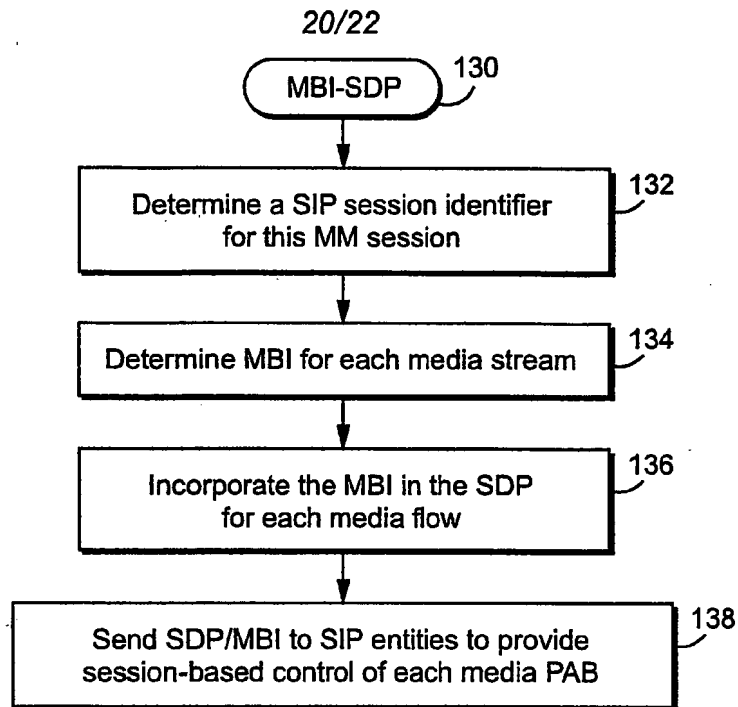 20/22
MBI-SDP
130
Determine a SIP session identifier
for this MM session
132
Determine MBI for each media stream
134
Incorporate the MBI in the SDP
for each media flow
136
Send SDP/MBI to SIP entities to provide
session-based control of each media PAB
138